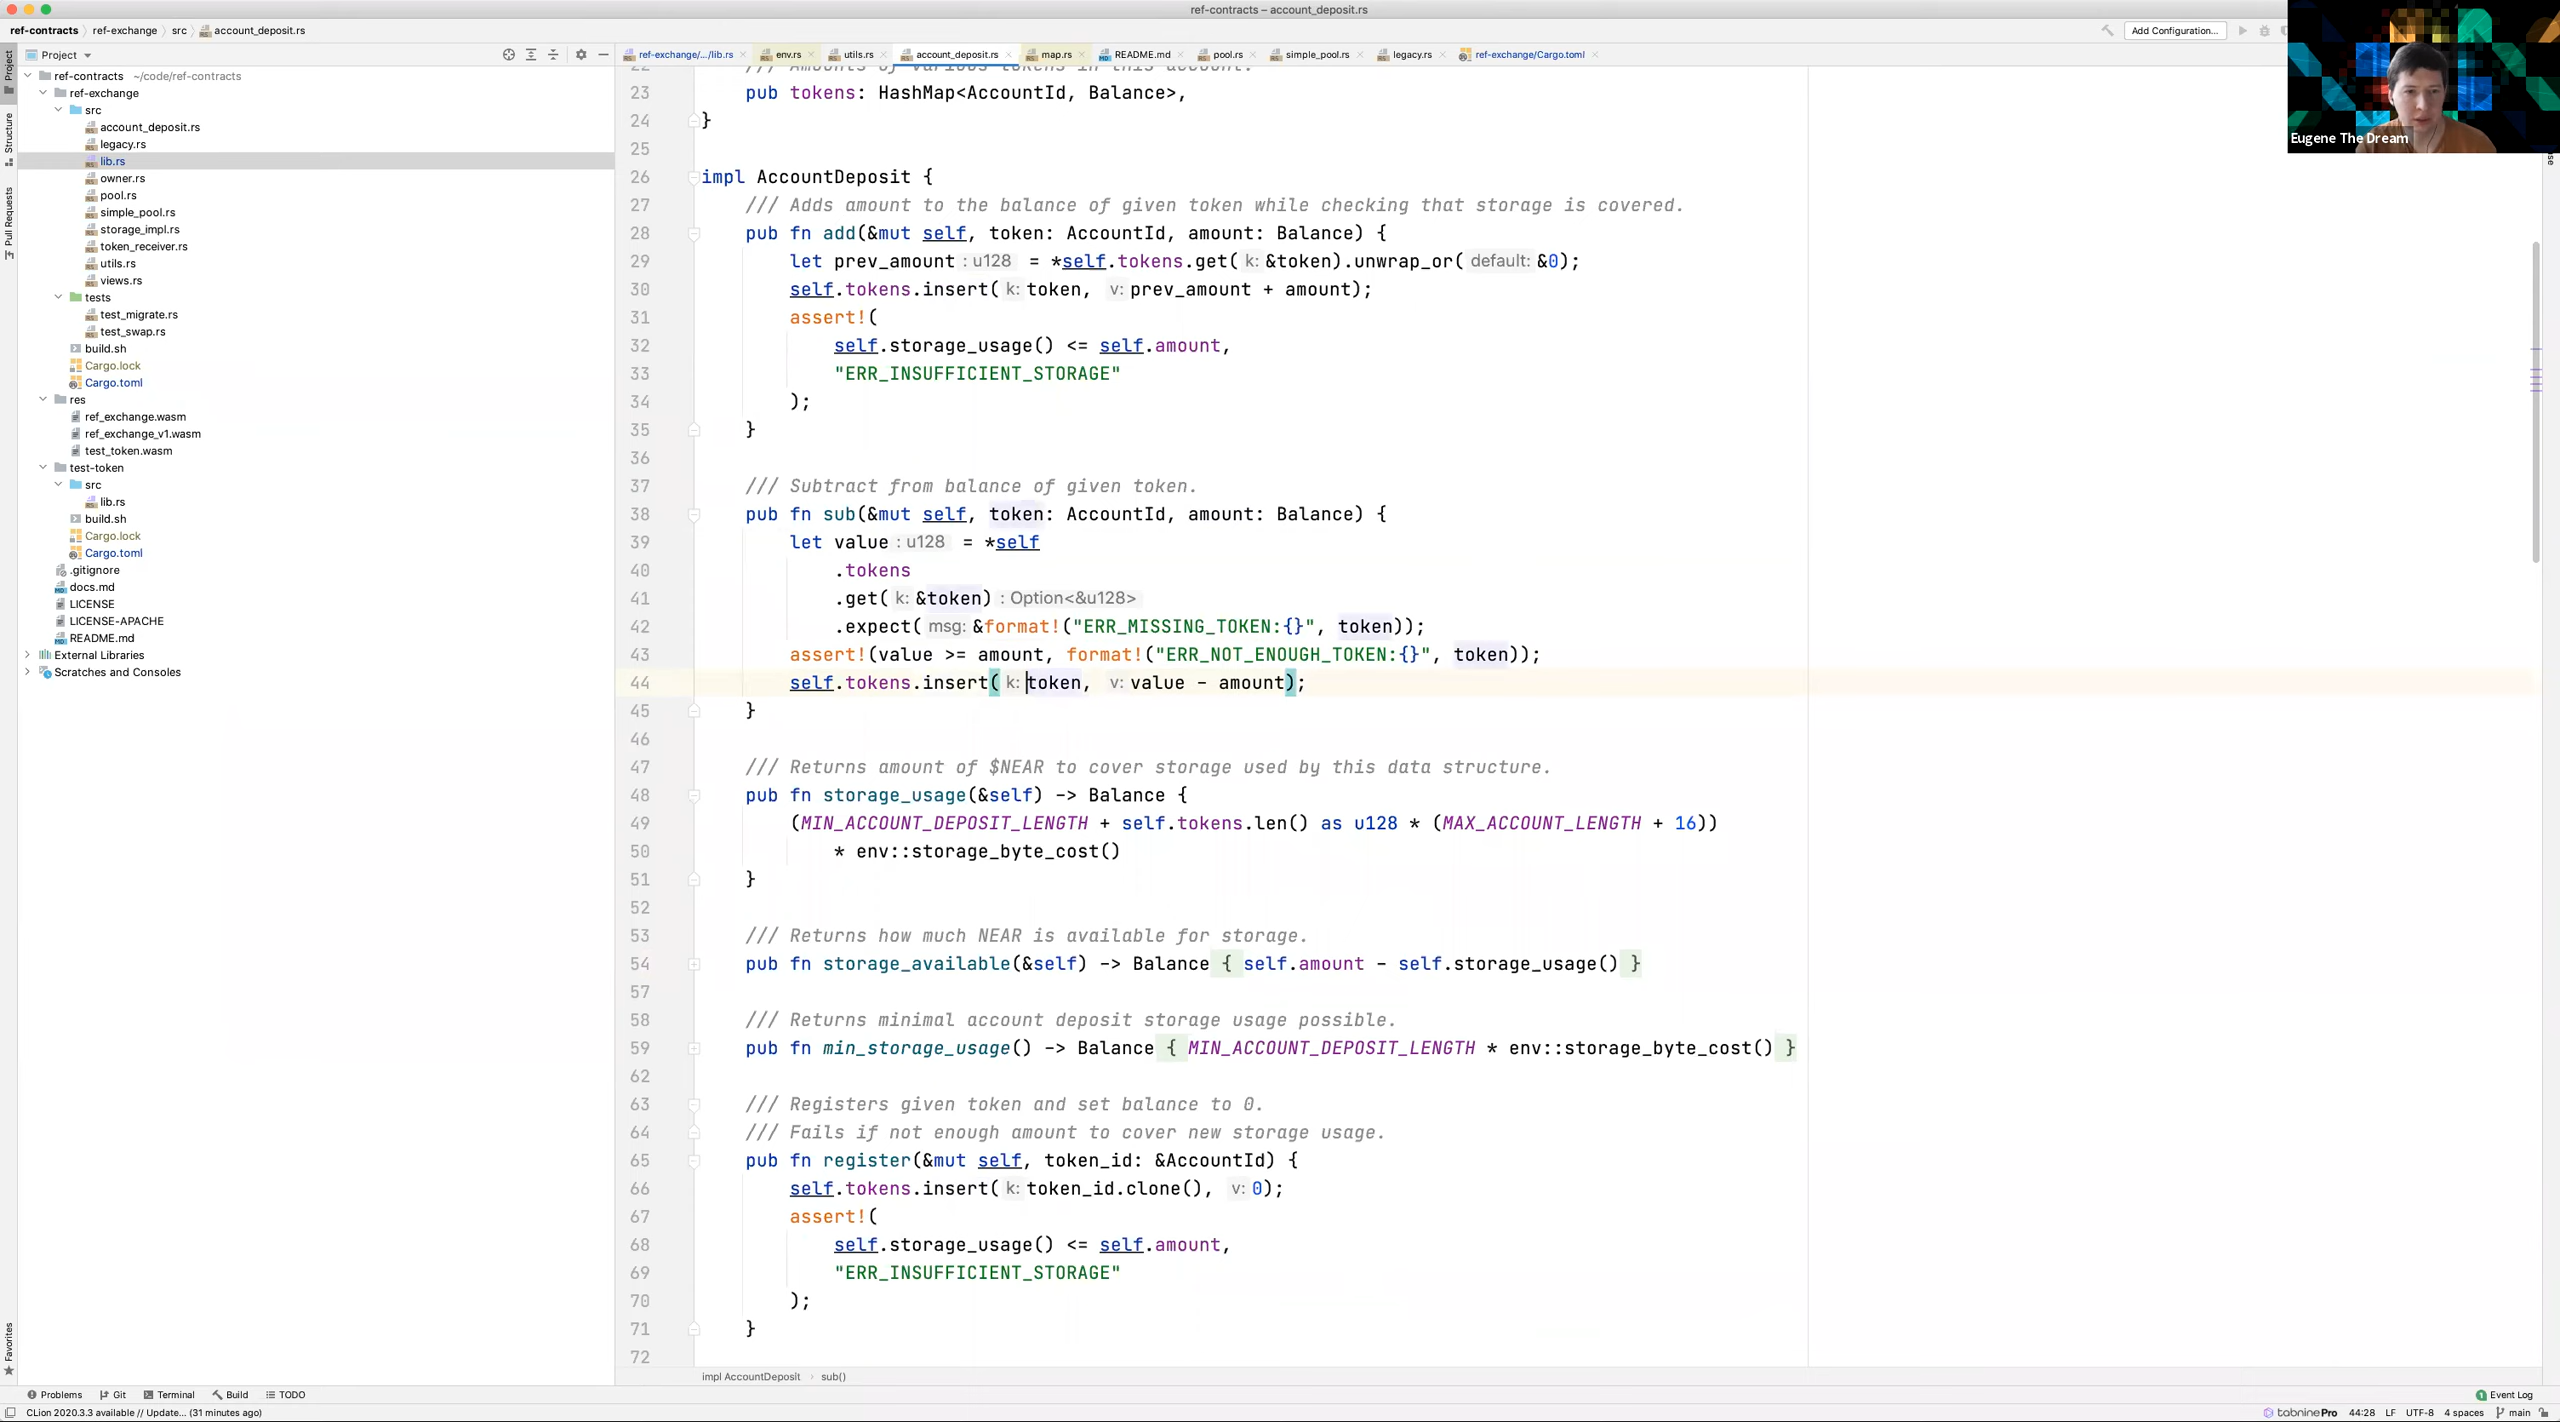 ref-contracts – account_deposit.rs
ref-contracts › ref-exchange › src › account_deposit.rs
Add Configuration...
Project
ref-exchange/.../lib.rs
env.rs
utils.rs
account_deposit.rs
map.rs
README.md
pool.rs
simple_pool.rs
legacy.rs
ref-exchange/Cargo.toml
Eugene The Dream
Project
Structure
Pull Requests
Favorites
ref-contracts ~/code/ref-contracts
ref-exchange
src
account_deposit.rs
legacy.rs
lib.rs
owner.rs
pool.rs
simple_pool.rs
storage_impl.rs
token_receiver.rs
utils.rs
views.rs
tests
test_migrate.rs
test_swap.rs
build.sh
Cargo.lock
Cargo.toml
res
ref_exchange.wasm
ref_exchange_v1.wasm
test_token.wasm
test-token
src
lib.rs
build.sh
Cargo.lock
Cargo.toml
.gitignore
docs.md
LICENSE
LICENSE-APACHE
README.md
External Libraries
Scratches and Consoles
22 /// Amounts of various tokens in this account.
23 pub tokens: HashMap<AccountId, Balance>,
24 }
25
26 impl AccountDeposit {
27 /// Adds amount to the balance of given token while checking that storage is covered.
28 pub fn add(&mut self, token: AccountId, amount: Balance) {
29 let prev_amount : u128 = *self.tokens.get( k: &token).unwrap_or( default: &0);
30 self.tokens.insert( k: token, v: prev_amount + amount);
31 assert!(
32 self.storage_usage() <= self.amount,
33 "ERR_INSUFFICIENT_STORAGE"
34 );
35 }
36
37 /// Subtract from balance of given token.
38 pub fn sub(&mut self, token: AccountId, amount: Balance) {
39 let value : u128 = *self
40 .tokens
41 .get( k: &token) : Option<&u128>
42 .expect( msg: &format!("ERR_MISSING_TOKEN:{}", token));
43 assert!(value >= amount, format!("ERR_NOT_ENOUGH_TOKEN:{}", token));
44 self.tokens.insert( k: token, v: value - amount);
45 }
46
47 /// Returns amount of $NEAR to cover storage used by this data structure.
48 pub fn storage_usage(&self) -> Balance {
49 (MIN_ACCOUNT_DEPOSIT_LENGTH + self.tokens.len() as u128 * (MAX_ACCOUNT_LENGTH + 16))
50 * env::storage_byte_cost()
51 }
52
53 /// Returns how much NEAR is available for storage.
54 pub fn storage_available(&self) -> Balance { self.amount - self.storage_usage() }
57
58 /// Returns minimal account deposit storage usage possible.
59 pub fn min_storage_usage() -> Balance { MIN_ACCOUNT_DEPOSIT_LENGTH * env::storage_byte_cost() }
62
63 /// Registers given token and set balance to 0.
64 /// Fails if not enough amount to cover new storage usage.
65 pub fn register(&mut self, token_id: &AccountId) {
66 self.tokens.insert( k: token_id.clone(), v: 0);
67 assert!(
68 self.storage_usage() <= self.amount,
69 "ERR_INSUFFICIENT_STORAGE"
70 );
71 }
72
impl AccountDeposit › sub()
Problems
Git
Terminal
Build
TODO
1 Event Log
CLion 2020.3.3 available // Update... (31 minutes ago)
tabninePro 44:28 LF UTF-8 4 spaces main